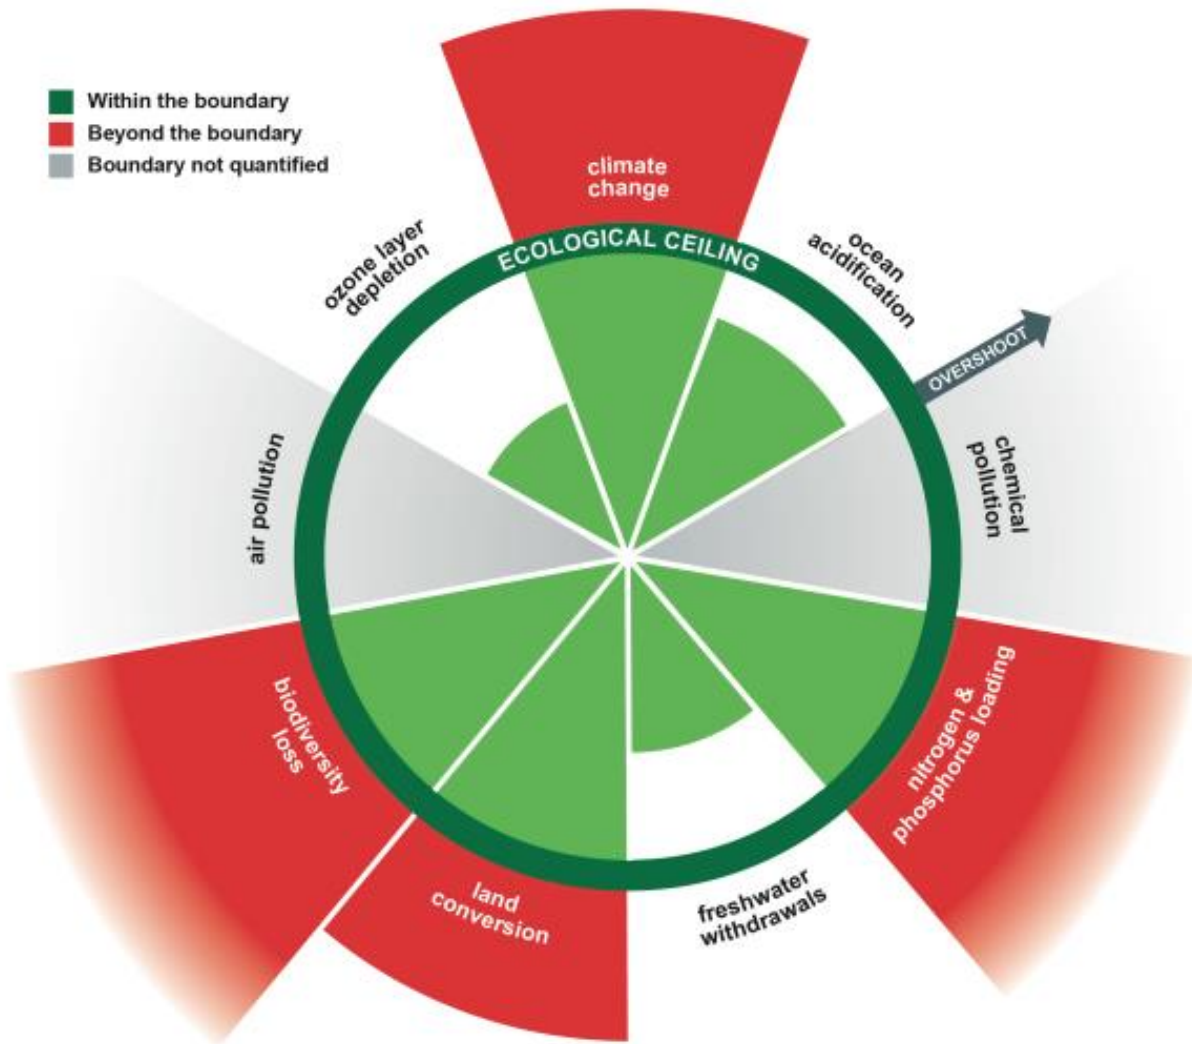 Within the boundary
Beyond the boundary
Boundary not quantified
climate
change
ECOLOGICAL CEILING
ozone layer
depletion
ocean
acidification
OVERSHOOT
air pollution
chemical
pollution
biodiversity
loss
nitrogen &
phosphorus loading
land
conversion
freshwater
withdrawals